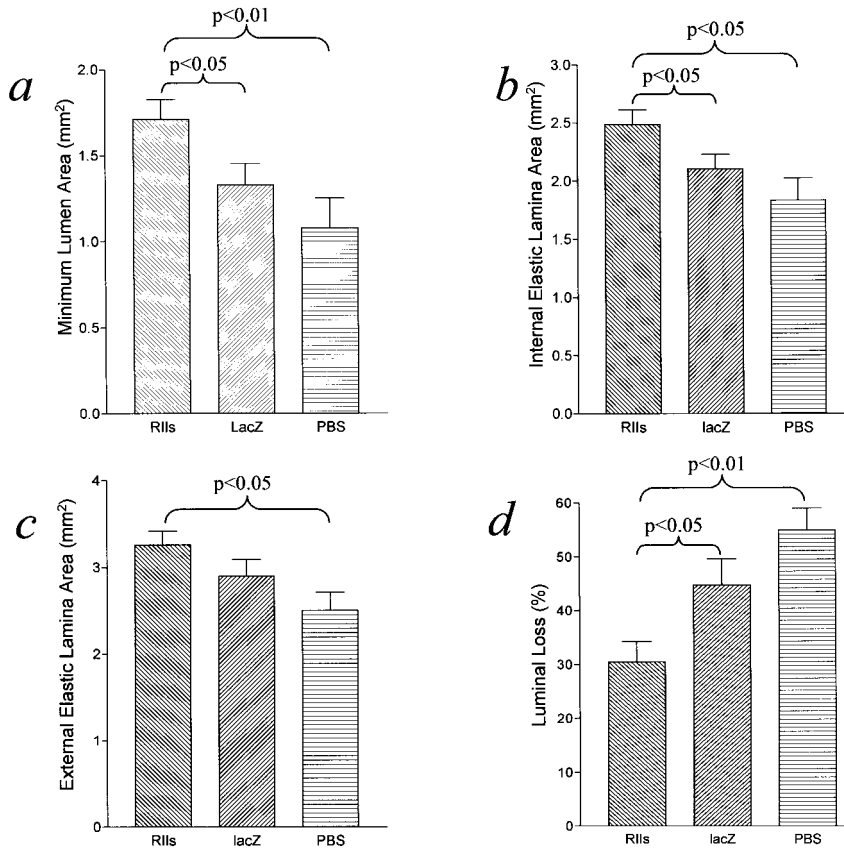 a
p<0.01
p<0.05
Minimum Lumen Area (mm²)
2.0
1.5
1.0
0.5
0.0
RIIs LacZ PBS
b
p<0.05
p<0.05
Internal Elastic Lamina Area (mm²)
3.0
2.5
2.0
1.5
1.0
0.5
0.0
RIIs lacZ PBS
c
p<0.05
External Elastic Lamina Area (mm²)
4
3
2
1
0
RIIs lacZ PBS
d
p<0.01
p<0.05
Luminal Loss (%)
60
50
40
30
20
10
0
RIIs lacZ PBS